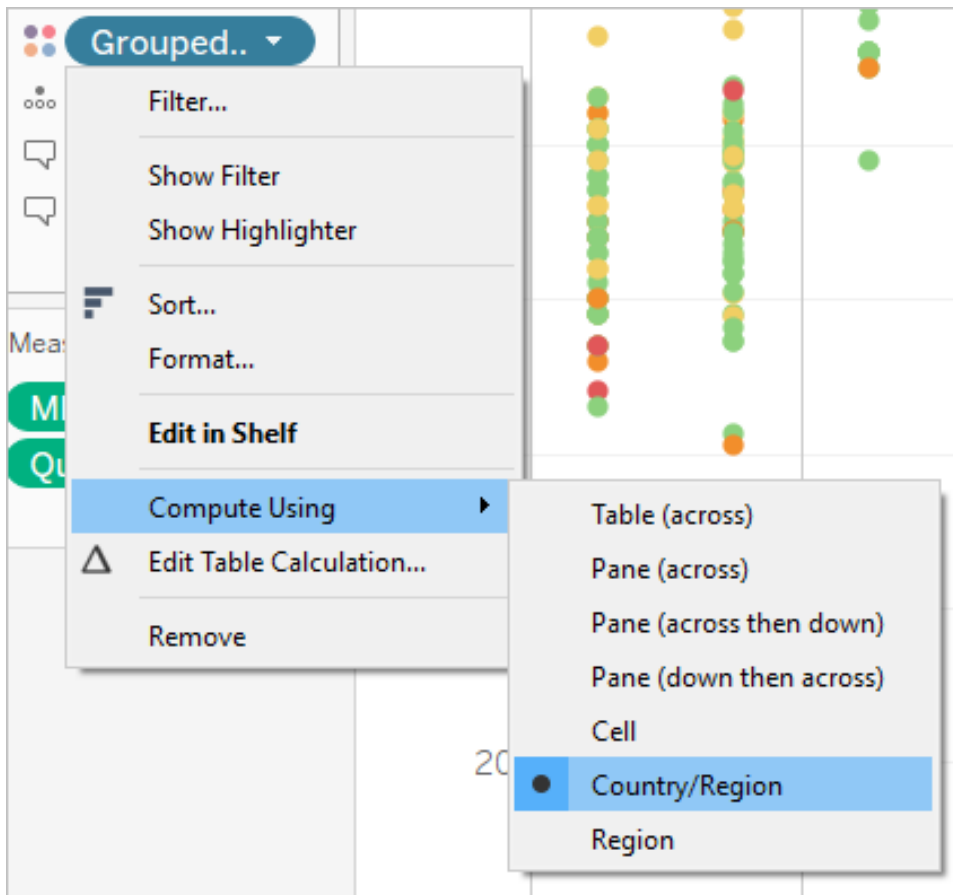 Grouped..
Filter...
Show Filter
Show Highlighter
Sort...
Format...
Edit in Shelf
Compute Using
Edit Table Calculation...
Remove
Table (across)
Pane (across)
Pane (across then down)
Pane (down then across)
Cell
Country/Region
Region
20